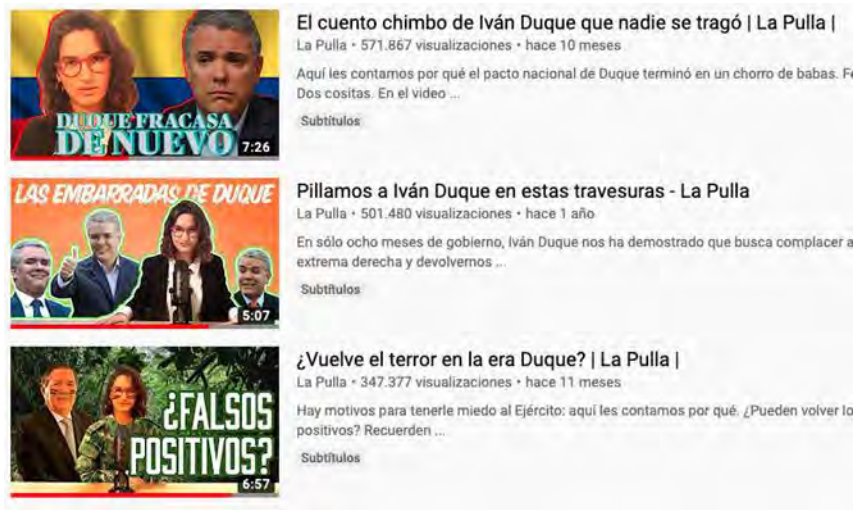 DUQUE FRACASA
DE NUEVO
7:26
El cuento chimbo de Iván Duque que nadie se tragó | La Pulla |
La Pulla • 571.867 visualizaciones • hace 10 meses
Aquí les contamos por qué el pacto nacional de Duque terminó en un chorro de babas. Fe
Dos cositas. En el video ...
Subtítulos
LAS EMBARRADAS DE DUQUE
5:07
Pillamos a Iván Duque en estas travesuras - La Pulla
La Pulla • 501.480 visualizaciones • hace 1 año
En sólo ocho meses de gobierno, Iván Duque nos ha demostrado que busca complacer a
extrema derecha y devolvernos ...
Subtítulos
¿FALSOS
POSITIVOS?
6:57
¿Vuelve el terror en la era Duque? | La Pulla |
La Pulla • 347.377 visualizaciones • hace 11 meses
Hay motivos para tenerle miedo al Ejército: aquí les contamos por qué. ¿Pueden volver lo
positivos? Recuerden ...
Subtítulos